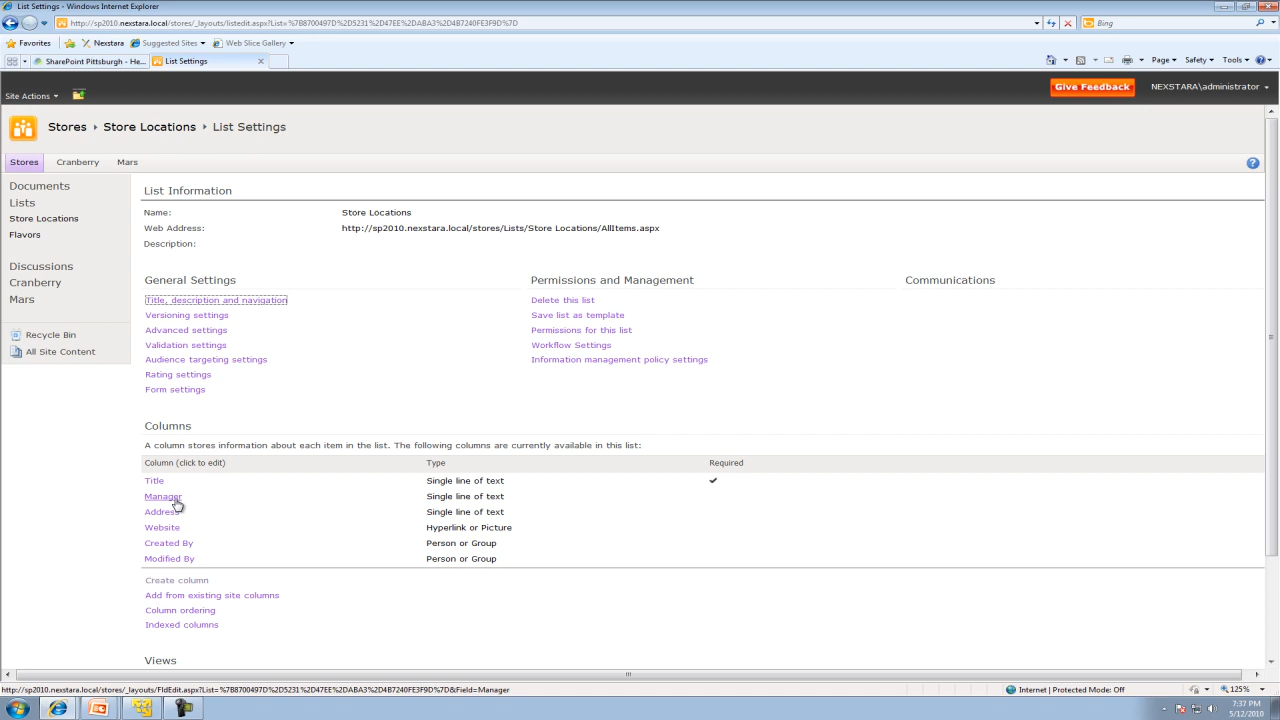 List Settings - Windows Internet Explorer
http://sp2010.nexstara.local/stores/_layouts/listedit.aspx?List=%7B8700497D%2D5231%2D47EE%2DABA3%2D4B7240FE3F9D%7D
Bing
Favorites Nexstara Suggested Sites Web Slice Gallery
SharePoint Pittsburgh - He... List Settings
Page Safety Tools
Site Actions
Give Feedback NEXSTARA\administrator
Stores Store Locations List Settings
Stores Cranberry Mars
Documents
Lists
Store Locations
Flavors
Discussions
Cranberry
Mars
Recycle Bin
All Site Content
List Information
Name: Store Locations
Web Address: http://sp2010.nexstara.local/stores/Lists/Store Locations/AllItems.aspx
Description:
General Settings Permissions and Management Communications
Title, description and navigation Delete this list
Versioning settings Save list as template
Advanced settings Permissions for this list
Validation settings Workflow Settings
Audience targeting settings Information management policy settings
Rating settings
Form settings
Columns
A column stores information about each item in the list. The following columns are currently available in this list:
Column (click to edit) Type Required
Title Single line of text
Manager Single line of text
Address Single line of text
Website Hyperlink or Picture
Created By Person or Group
Modified By Person or Group
Create column
Add from existing site columns
Column ordering
Indexed columns
Views
http://sp2010.nexstara.local/stores/_layouts/FldEdit.aspx?List=%7B8700497D%2D5231%2D47EE%2DABA3%2D4B7240FE3F9D%7D&Field=Manager
Internet | Protected Mode: Off 125%
7:37 PM
5/12/2010